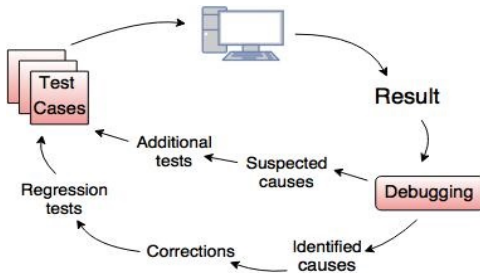 Test
Cases
Result
Additional
tests
Suspected
causes
Debugging
Regression
tests
Corrections
Identified
causes